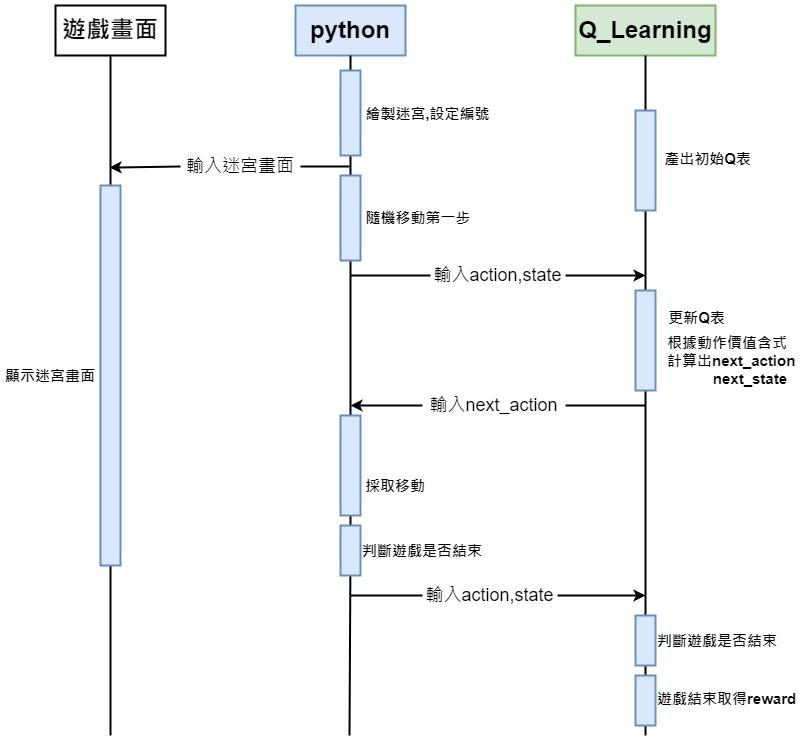 遊戲畫面
python
Q_Learning
繪製迷宮,設定編號
產出初始Q表
輸入迷宮畫面
隨機移動第一步
輸入action,state
更新Q表
根據動作價值含式
計算出next_action
next_state
顯示迷宮畫面
輸入next_action
採取移動
判斷遊戲是否結束
輸入action,state
判斷遊戲是否結束
遊戲結束取得reward